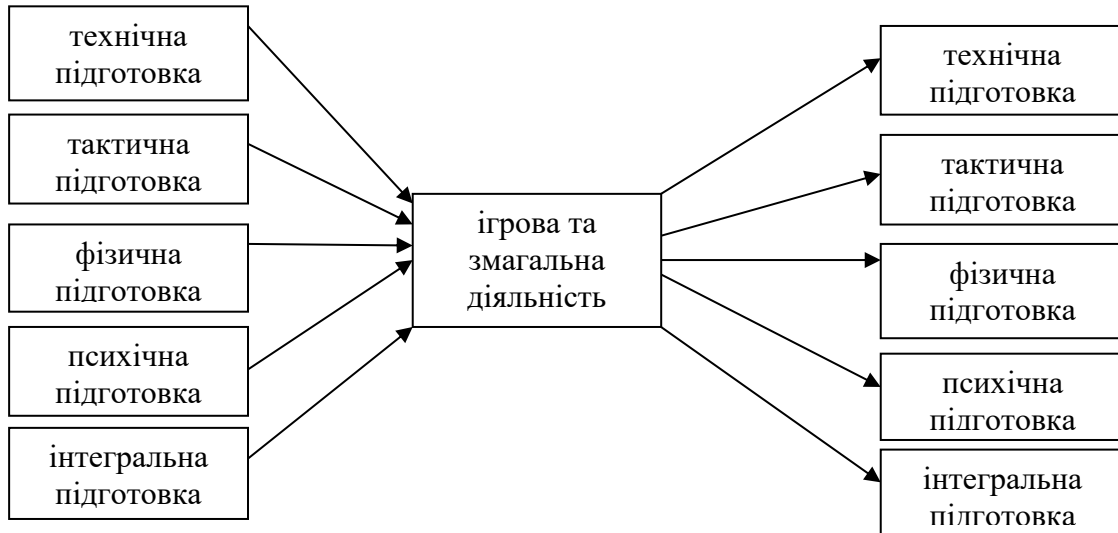 технічна
підготовка
тактична
підготовка
фізична
підготовка
психічна
підготовка
інтегральна
підготовка
ігрова та
змагальна
діяльність
технічна
підготовка
тактична
підготовка
фізична
підготовка
психічна
підготовка
інтегральна
підготовка